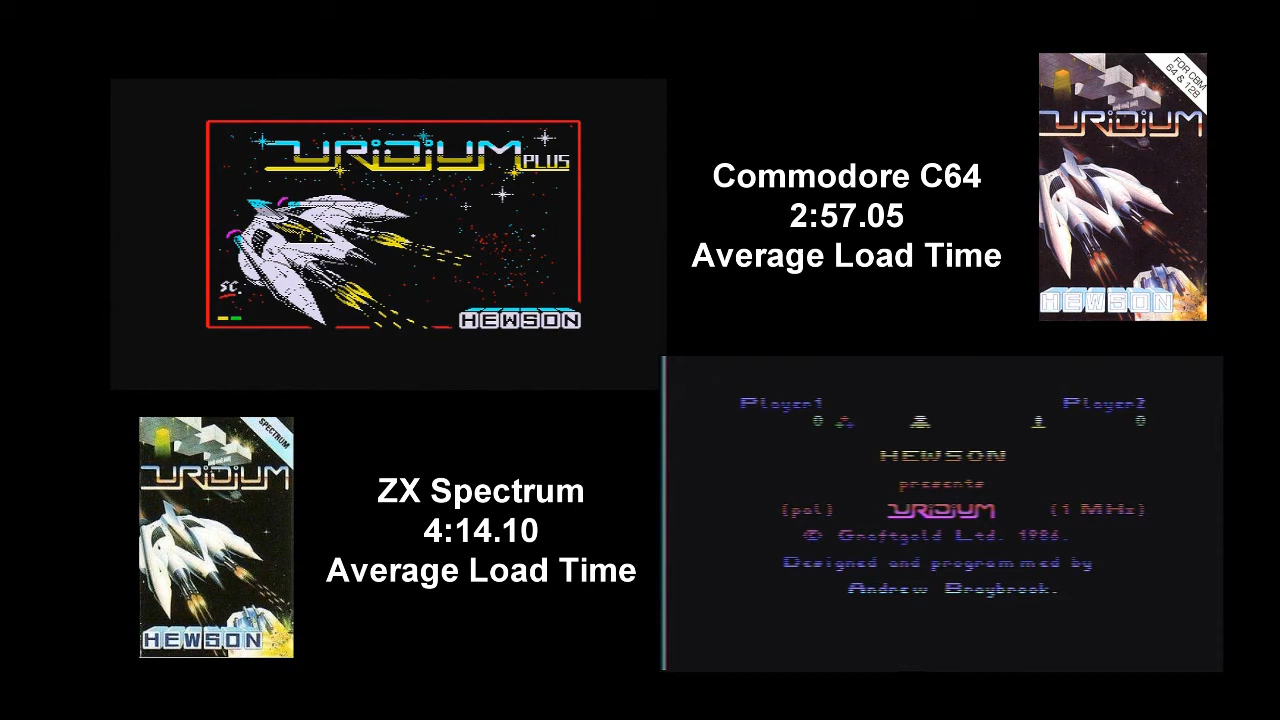 URIDIUM PLUS
SC.
HEWSON
Commodore C64
2:57.05
Average Load Time
FOR CBM
64 & 128
URIDIUM
HEWSON
SPECTRUM
URIDIUM
HEWSON
ZX Spectrum
4:14.10
Average Load Time
Player1 Player2
0 0
HEWSON
presents
(pal) URIDIUM (1 MHz)
© Graftgold Ltd. 1986.
Designed and programmed by
Andrew Braybrook.